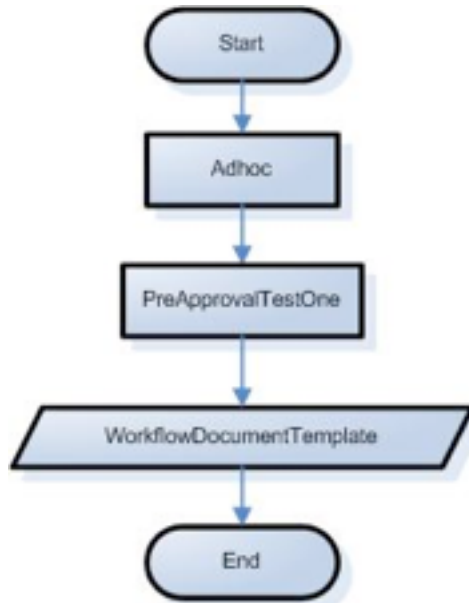 Start
Adhoc
PreApprovalTestOne
WorkflowDocumentTemplate
End